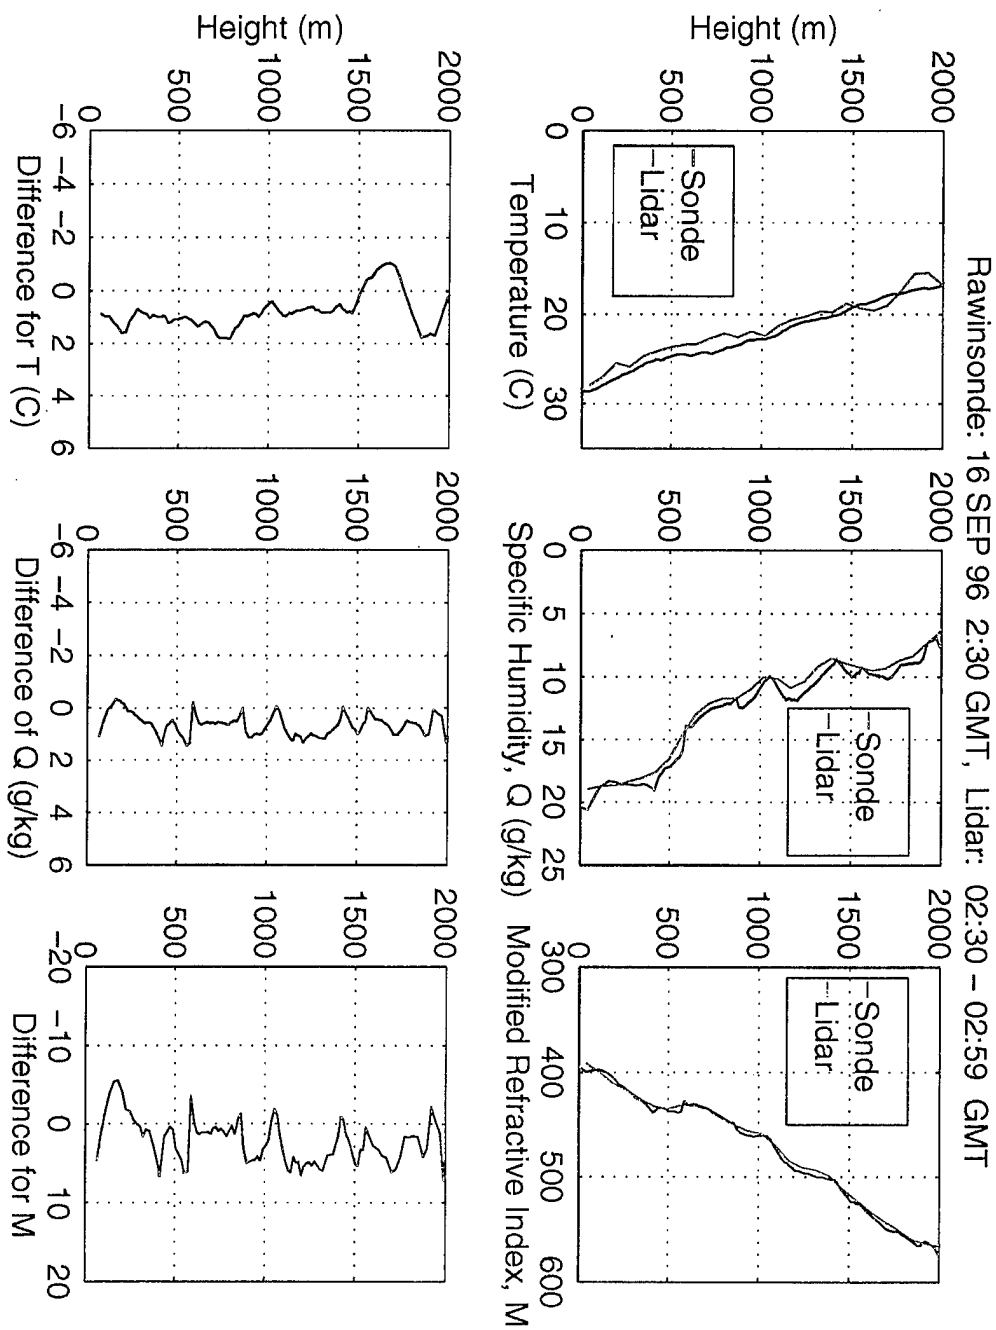 Rawinsonde: 16 SEP 96 2:30 GMT, Lidar: 02:30 – 02:59 GMT
Height (m)
2000
1500
1000
500
0
0 10 20 30
Temperature (C)
–Sonde
–Lidar
2000
1500
1000
500
0
0 5 10 15 20 25
Specific Humidity, Q (g/kg)
–Sonde
–Lidar
2000
1500
1000
500
0
300 400 500 600
Modified Refractive Index, M
–Sonde
–Lidar
Height (m)
2000
1500
1000
500
0
–6 –4 –2 0 2 4 6
Difference for T (C)
2000
1500
1000
500
0
–6 –4 –2 0 2 4 6
Difference of Q (g/kg)
2000
1500
1000
500
0
–20 –10 0 10 20
Difference for M